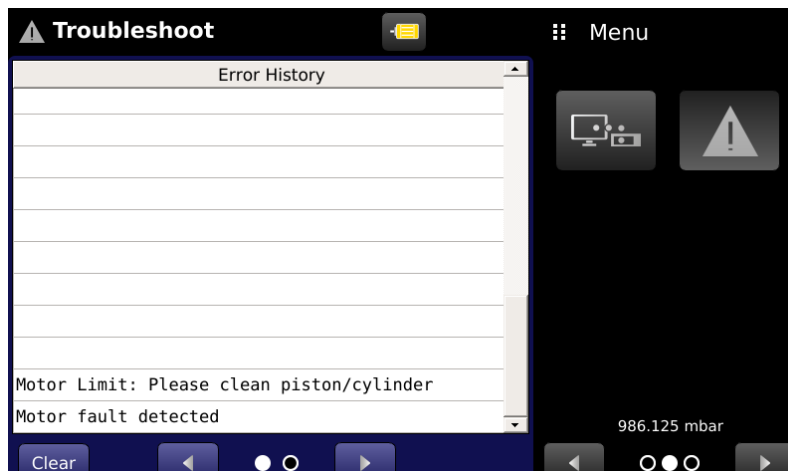 Troubleshoot
Menu
Error History
Motor Limit: Please clean piston/cylinder
Motor fault detected
986.125 mbar
Clear